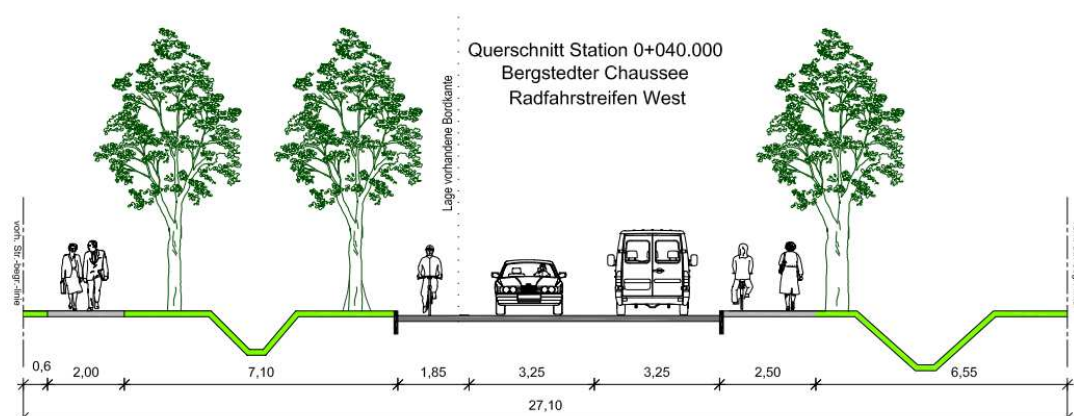 Querschnitt Station 0+040.000
Bergstedter Chaussee
Radfahrstreifen West
Lage vorhandene Bordkante
vorh. Str.-begr.-linie
0,6
2,00
7,10
1,85
3,25
3,25
2,50
6,55
27,10